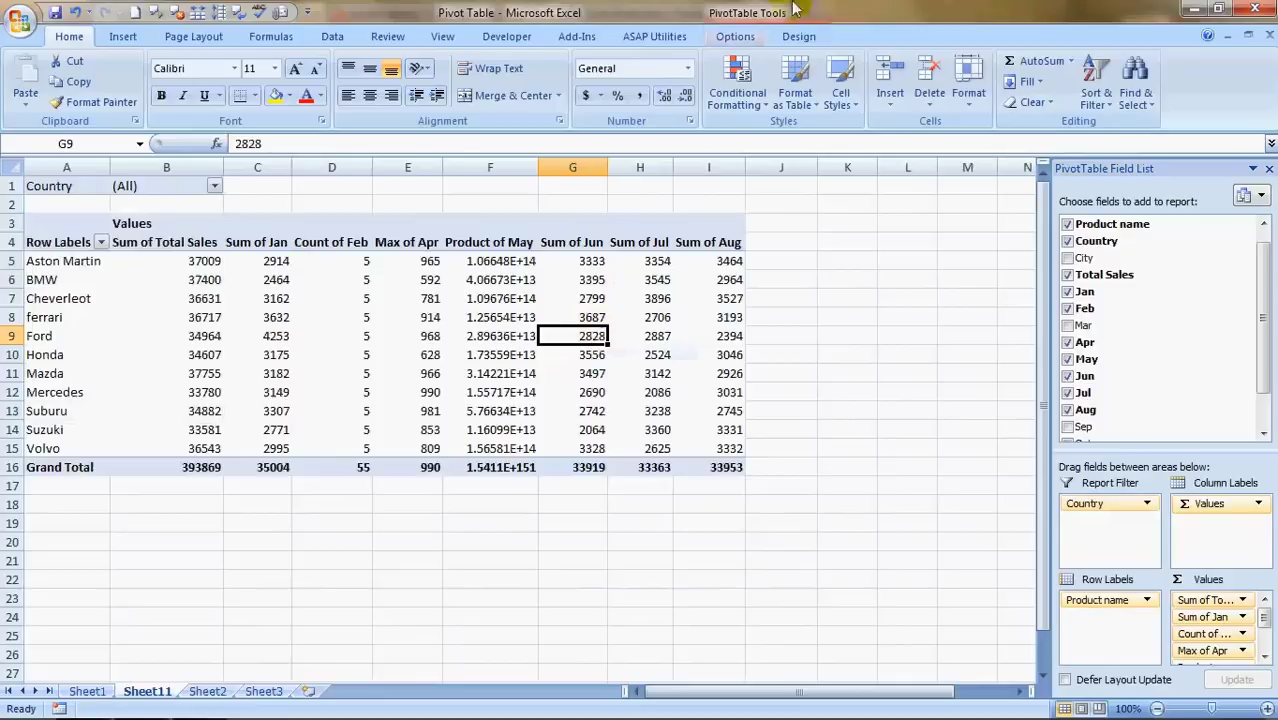 Pivot Table - Microsoft Excel
PivotTable Tools
Home Insert Page Layout Formulas Data Review View Developer Add-Ins ASAP Utilities Options Design
Paste
Cut
Copy
Format Painter
Clipboard
Calibri 11
B I U A
Font
Wrap Text
Merge & Center
Alignment
General
$ % ,
Number
Conditional Formatting
Format as Table
Cell Styles
Styles
Insert Delete Format
Cells
Σ AutoSum
Fill
Clear
Sort & Filter
Find & Select
Editing
G9 fx 2828
A B C D E F G H I J K L M N
1 Country (All)
2
3 Values
4 Row Labels Sum of Total Sales Sum of Jan Count of Feb Max of Apr Product of May Sum of Jun Sum of Jul Sum of Aug
5 Aston Martin 37009 2914 5 965 1.06648E+14 3333 3354 3464
6 BMW 37400 2464 5 592 4.06673E+13 3395 3545 2964
7 Cheverleot 36631 3162 5 781 1.09676E+14 2799 3896 3527
8 ferrari 36717 3632 5 914 1.25654E+14 3687 2706 3193
9 Ford 34964 4253 5 968 2.89636E+13 2828 2887 2394
10 Honda 34607 3175 5 628 1.73559E+14 3556 2524 3046
11 Mazda 37755 3182 5 966 3.14221E+14 3497 3142 2926
12 Mercedes 33780 3149 5 990 1.55717E+14 2690 2086 3031
13 Suburu 34882 3307 5 981 5.76634E+13 2742 3238 2745
14 Suzuki 33581 2771 5 853 1.16099E+13 2064 3360 3331
15 Volvo 36543 2995 5 809 1.56581E+14 3328 2625 3332
16 Grand Total 393869 35004 55 990 1.5411E+151 33919 33363 33953
17
18
19
20
21
22
23
24
25
26
27
PivotTable Field List
Choose fields to add to report:
Product name
Country
City
Total Sales
Jan
Feb
Mar
Apr
May
Jun
Jul
Aug
Sep
Drag fields between areas below:
Report Filter Column Labels
Country Σ Values
Row Labels Σ Values
Product name Sum of To...
Sum of Jan
Count of ...
Max of Apr
Defer Layout Update Update
Sheet1 Sheet11 Sheet2 Sheet3
Ready 100%